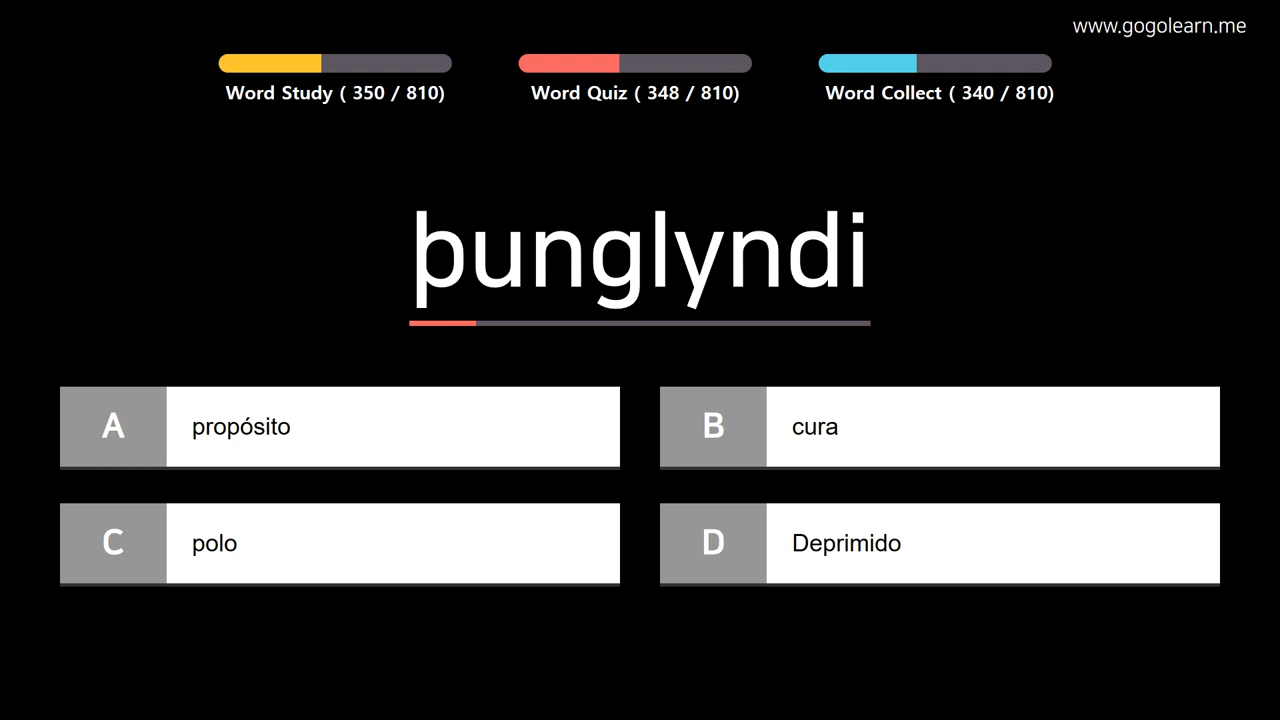 www.gogolearn.me
Word Study ( 350 / 810)
Word Quiz ( 348 / 810)
Word Collect ( 340 / 810)
þunglyndi
A propósito
B cura
C polo
D Deprimido